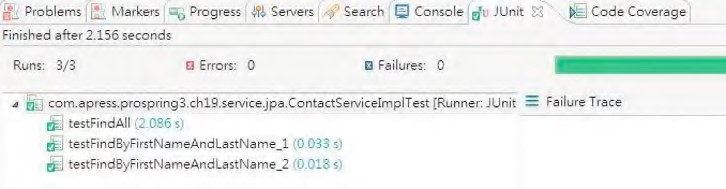 Problems Markers Progress Servers Search Console JUnit Code Coverage
Finished after 2.156 seconds
Runs: 3/3 Errors: 0 Failures: 0
com.apress.prospring3.ch19.service.jpa.ContactServiceImplTest [Runner: JUnit Failure Trace
testFindAll (2.086 s)
testFindByFirstNameAndLastName_1 (0.033 s)
testFindByFirstNameAndLastName_2 (0.018 s)